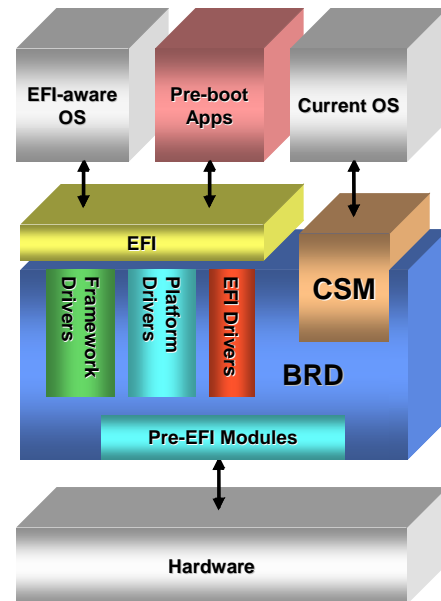 EFI-aware
OS
Pre-boot
Apps
Current OS
EFI
CSM
Framework
Drivers
Platform
Drivers
EFI Drivers
BRD
Pre-EFI Modules
Hardware